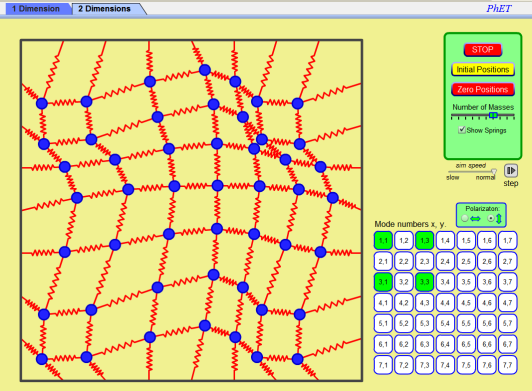 1 Dimension 2 Dimensions PhET
STOP
Initial Positions
Zero Positions
Number of Masses
Show Springs
sim speed
slow normal step
Polarizaton:
Mode numbers x, y.
1,1 1,2 1,3 1,4 1,5 1,6 1,7
2,1 2,2 2,3 2,4 2,5 2,6 2,7
3,1 3,2 3,3 3,4 3,5 3,6 3,7
4,1 4,2 4,3 4,4 4,5 4,6 4,7
5,1 5,2 5,3 5,4 5,5 5,6 5,7
6,1 6,2 6,3 6,4 6,5 6,6 6,7
7,1 7,2 7,3 7,4 7,5 7,6 7,7